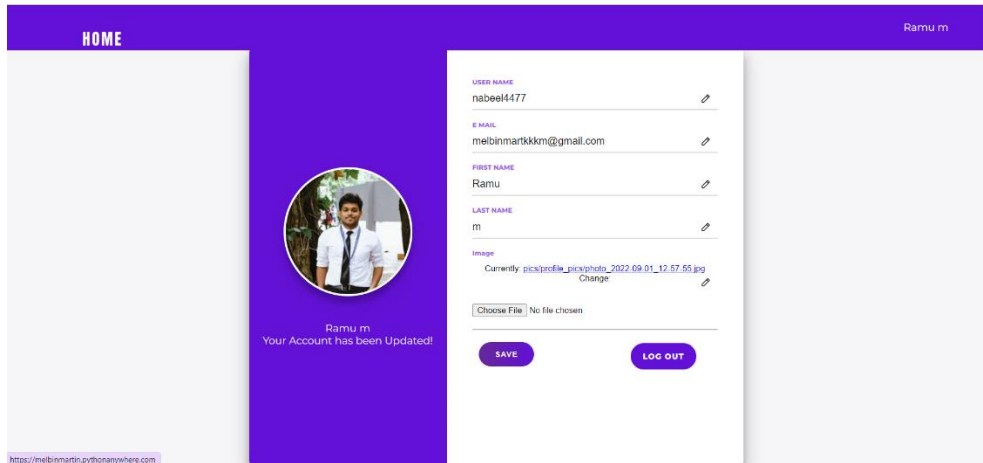 HOME
Ramu m
USER NAME
nabeel4477
E MAIL
melbinmartkkkm@gmail.com
FIRST NAME
Ramu
LAST NAME
m
Image
Currently: pics/profile_pics/photo_2022-09-01_12-57-55.jpg
Change:
Choose File No file chosen
SAVE
LOG OUT
Ramu m
Your Account has been Updated!
https://melbinmartin.pythonanywhere.com